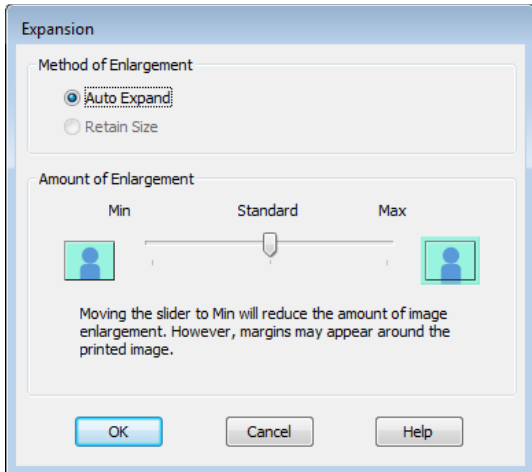 Expansion
Method of Enlargement
Auto Expand
Retain Size
Amount of Enlargement
Min Standard Max
Moving the slider to Min will reduce the amount of image
enlargement. However, margins may appear around the
printed image.
OK Cancel Help